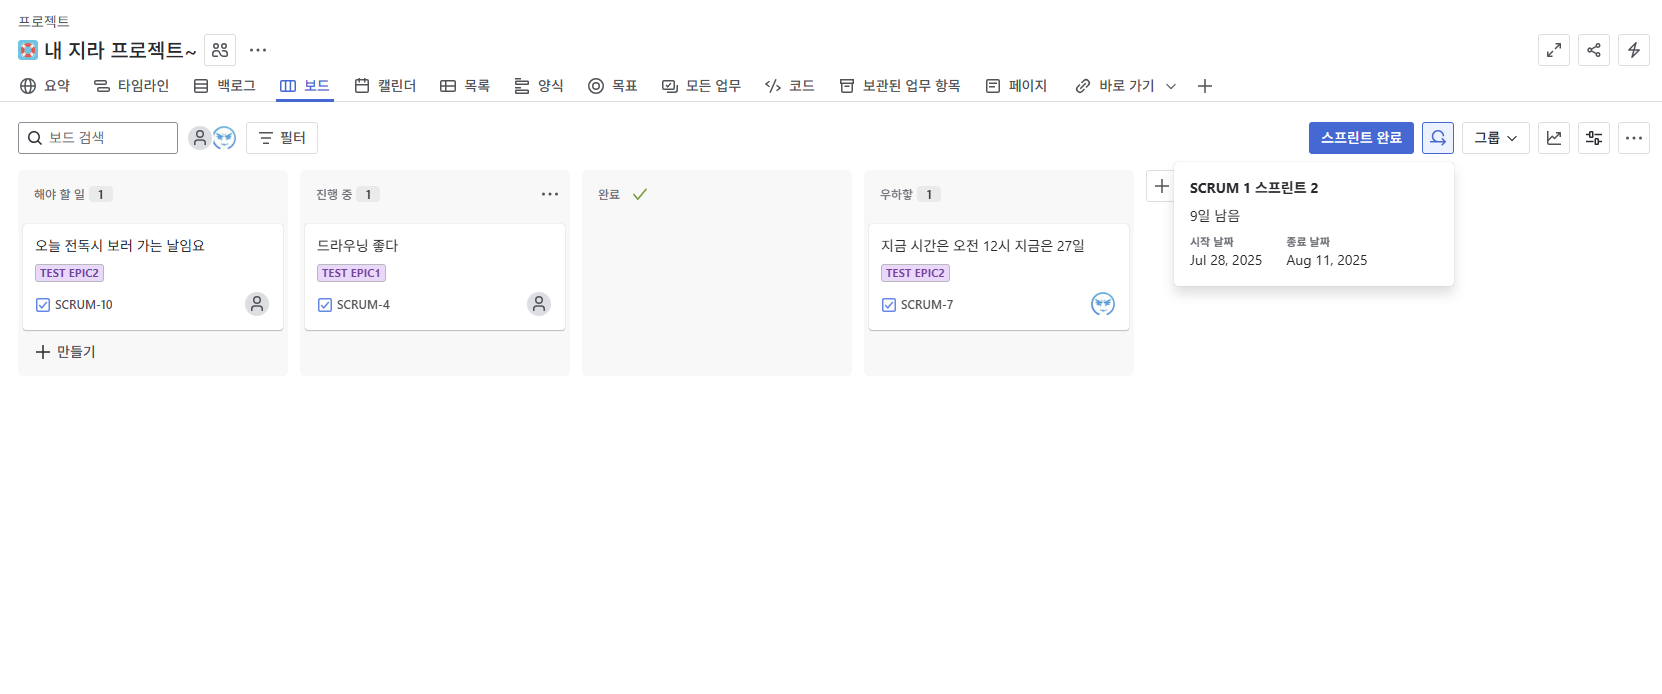 프로젝트
내 지라 프로젝트~
요약 타임라인 백로그 보드 캘린더 목록 양식 목표 모든 업무 코드 보관된 업무 항목 페이지 바로 가기
보드 검색 필터 스프린트 완료 그룹
해야 할 일 1
오늘 전독시 보러 가는 날임요
TEST EPIC2
SCRUM-10
만들기
진행 중 1
드라우닝 좋다
TEST EPIC1
SCRUM-4
완료
우하핳 1
지금 시간은 오전 12시 지금은 27일
TEST EPIC2
SCRUM-7
SCRUM 1 스프린트 2
9일 남음
시작 날짜 종료 날짜
Jul 28, 2025 Aug 11, 2025